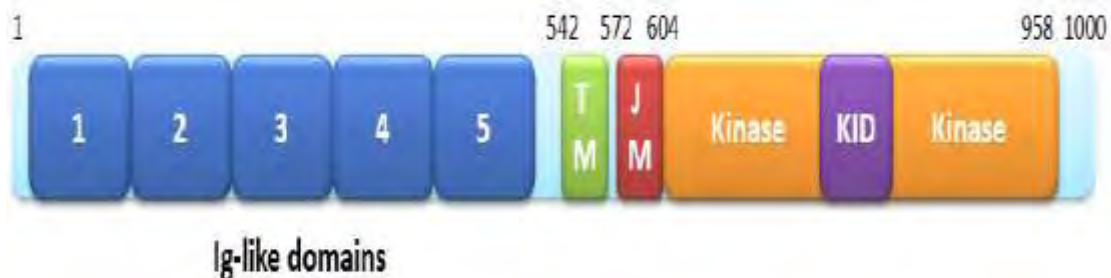 1 542 572 604 958 1000
1 2 3 4 5 T M J M Kinase KID Kinase
Ig-like domains